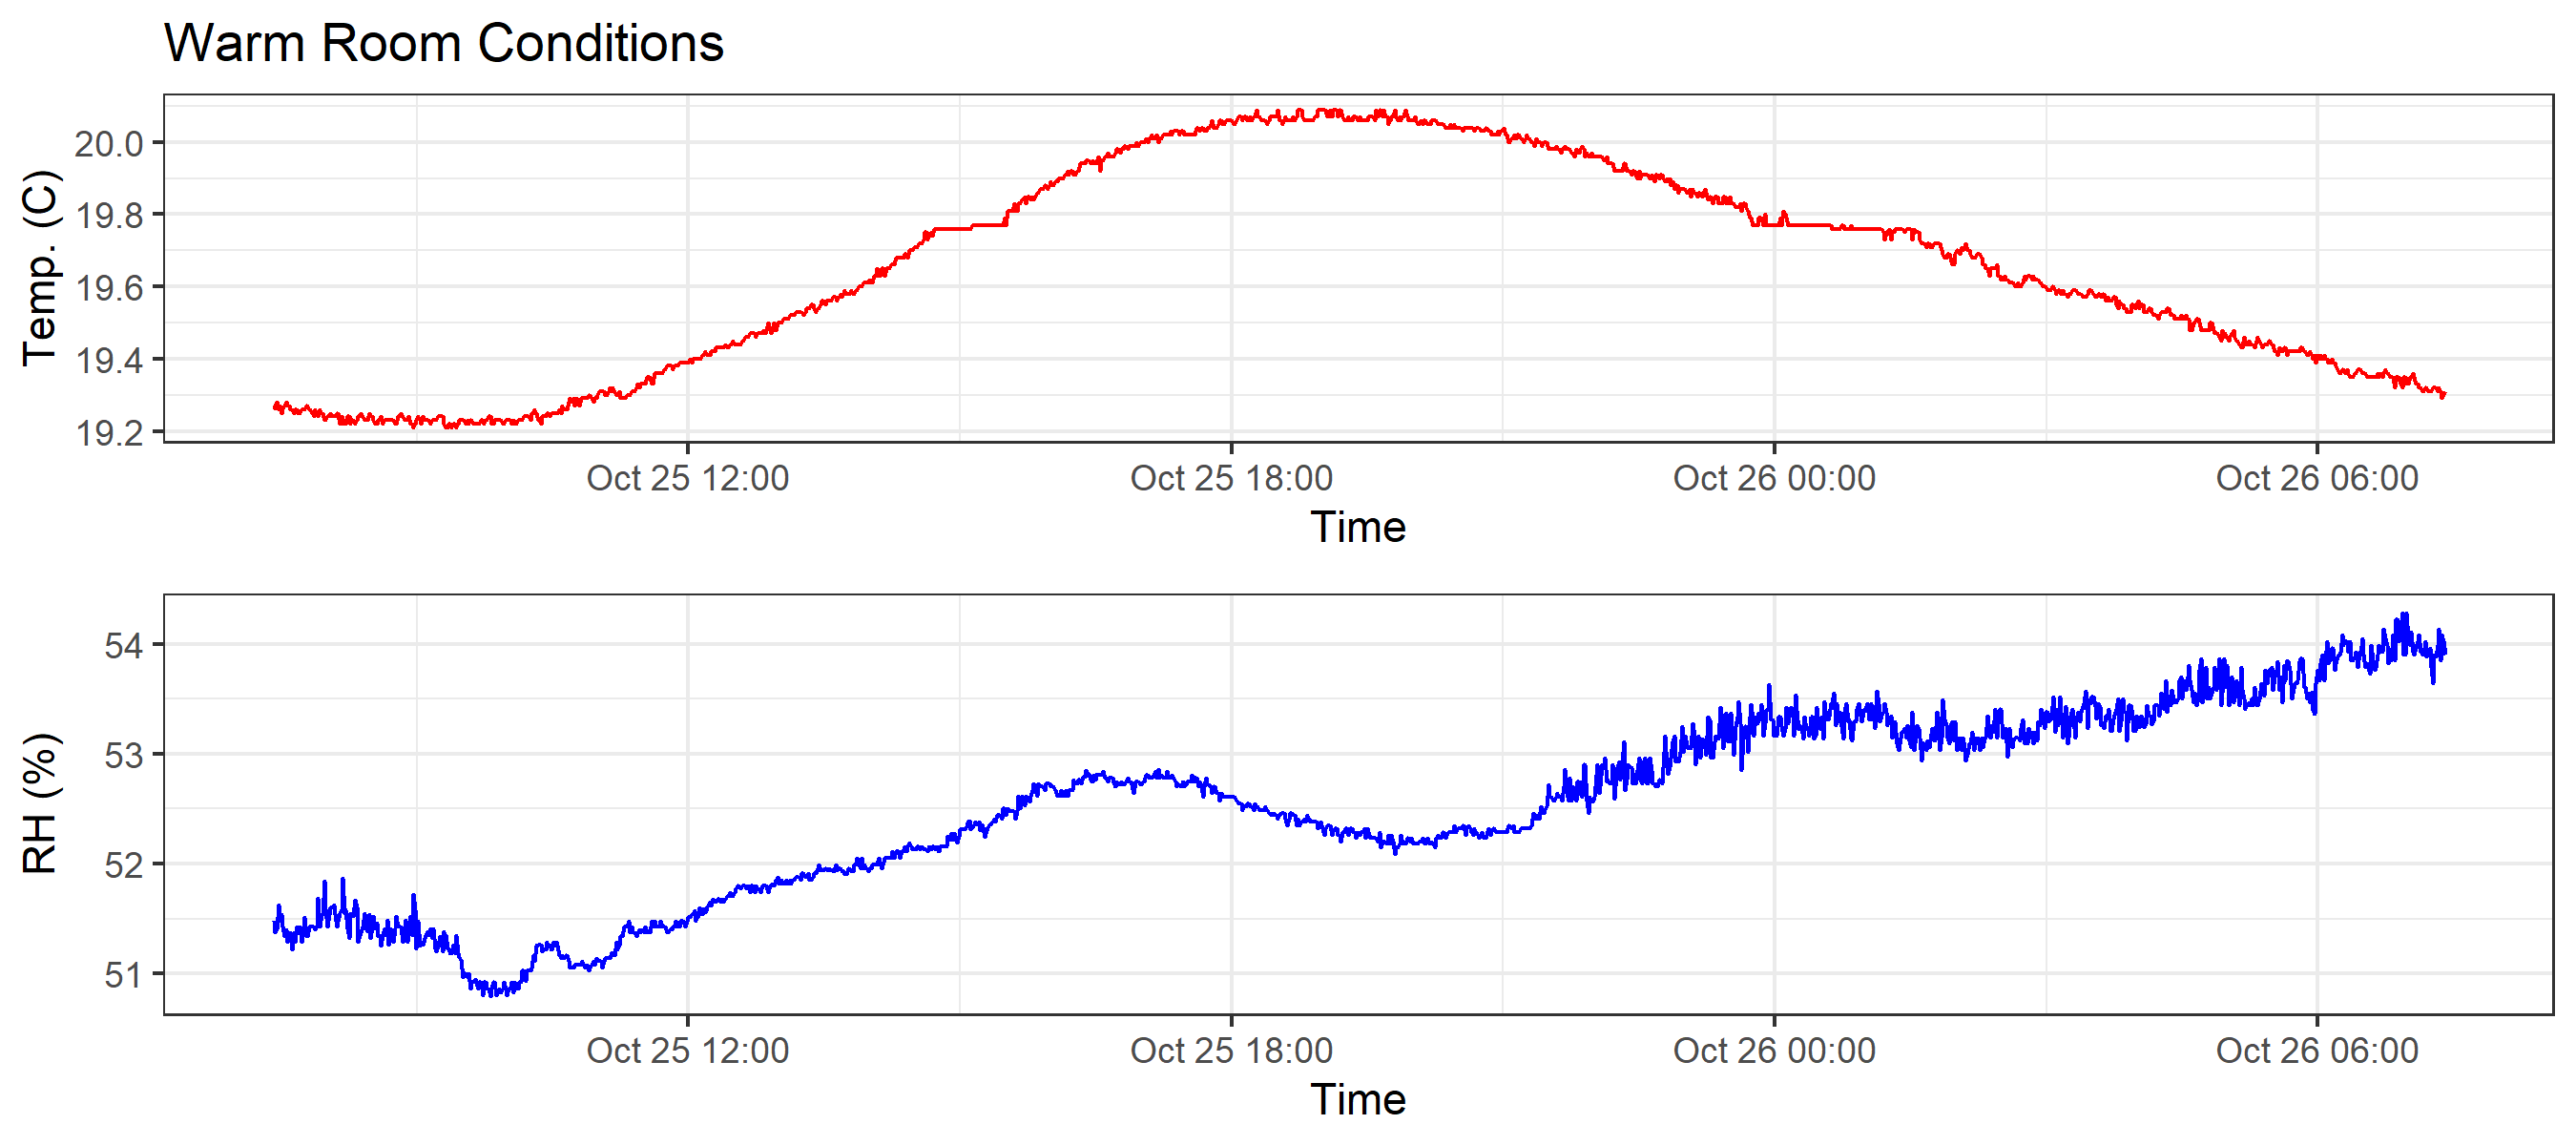 Warm Room Conditions
Temp. (C)
20.0
19.8
19.6
19.4
19.2
Oct 25 12:00 Oct 25 18:00 Oct 26 00:00 Oct 26 06:00
Time
RH (%)
54
53
52
51
Oct 25 12:00 Oct 25 18:00 Oct 26 00:00 Oct 26 06:00
Time